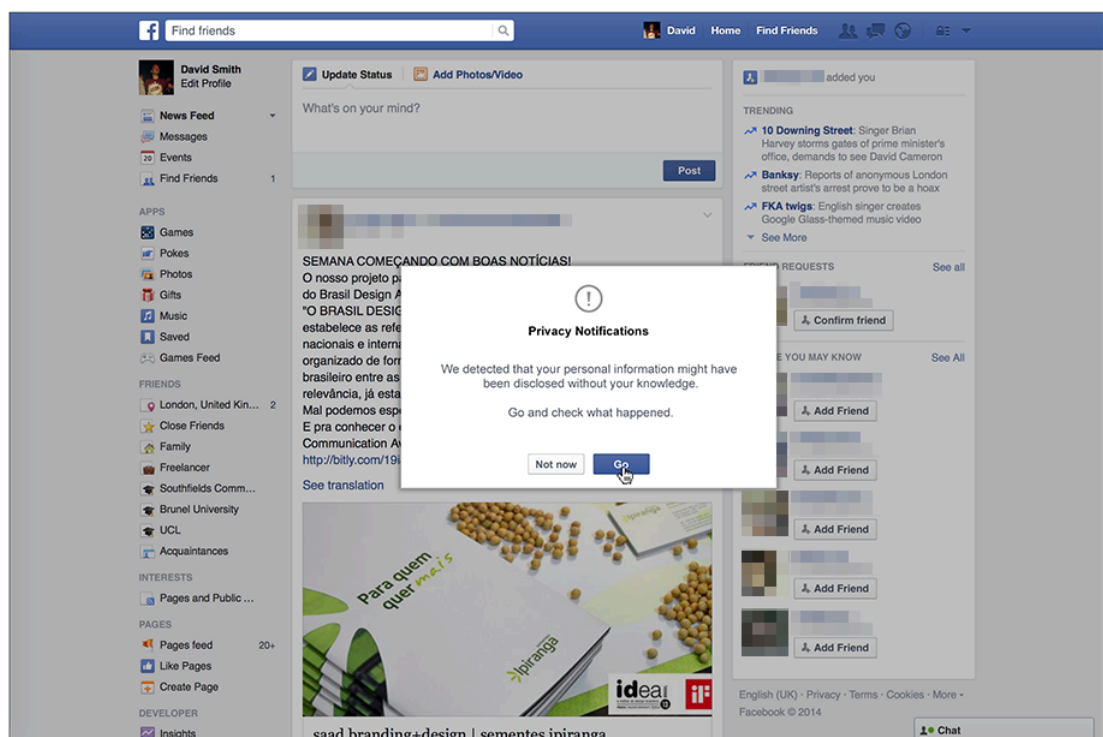 Find friends
David
Home
Find Friends
David Smith
Edit Profile
News Feed
Messages
20
Events
Find Friends 1
APPS
Games
Pokes
Photos
Gifts
Music
Saved
Games Feed
FRIENDS
London, United Kin... 2
Close Friends
Family
Freelancer
Southfields Comm...
Brunel University
UCL
Acquaintances
INTERESTS
Pages and Public ...
PAGES
Pages feed 20+
Like Pages
Create Page
DEVELOPER
Insights
Update Status
Add Photos/Video
What's on your mind?
Post
SEMANA COMEÇANDO COM BOAS NOTÍCIAS!
O nosso projeto
do Brasil Design
"O BRASIL
estabelece as
nacionais e
organizado de
brasileiro entre as
relevância, já
Mal podemos
E pra conhecer o
Communication
http://bitly.com/19
See translation
Para quem
quer mais
Ipiranga
Ipiranga
idea
iF
saad branding+design | sementes ipiranga
Privacy Notifications
We detected that your personal information might have
been disclosed without your knowledge.
Go and check what happened.
Not now
Go
added you
TRENDING
10 Downing Street: Singer Brian
Harvey storms gates of prime minister's
office, demands to see David Cameron
Banksy: Reports of anonymous London
street artist's arrest prove to be a hoax
FKA twigs: English singer creates
Google Glass-themed music video
See More
REQUESTS
See all
Confirm friend
YOU MAY KNOW
See All
Add Friend
Add Friend
Add Friend
Add Friend
Add Friend
English (UK) · Privacy · Terms · Cookies · More
Facebook © 2014
Chat